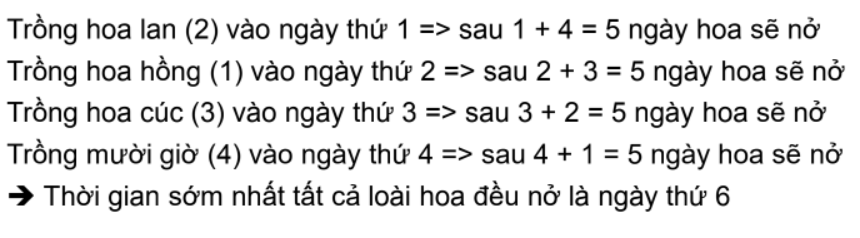 Trồng hoa lan (2) vào ngày thứ 1 => sau 1 + 4 = 5 ngày hoa sẽ nở
Trồng hoa hồng (1) vào ngày thứ 2 => sau 2 + 3 = 5 ngày hoa sẽ nở
Trồng hoa cúc (3) vào ngày thứ 3 => sau 3 + 2 = 5 ngày hoa sẽ nở
Trồng mười giờ (4) vào ngày thứ 4 => sau 4 + 1 = 5 ngày hoa sẽ nở
➔ Thời gian sớm nhất tất cả loài hoa đều nở là ngày thứ 6